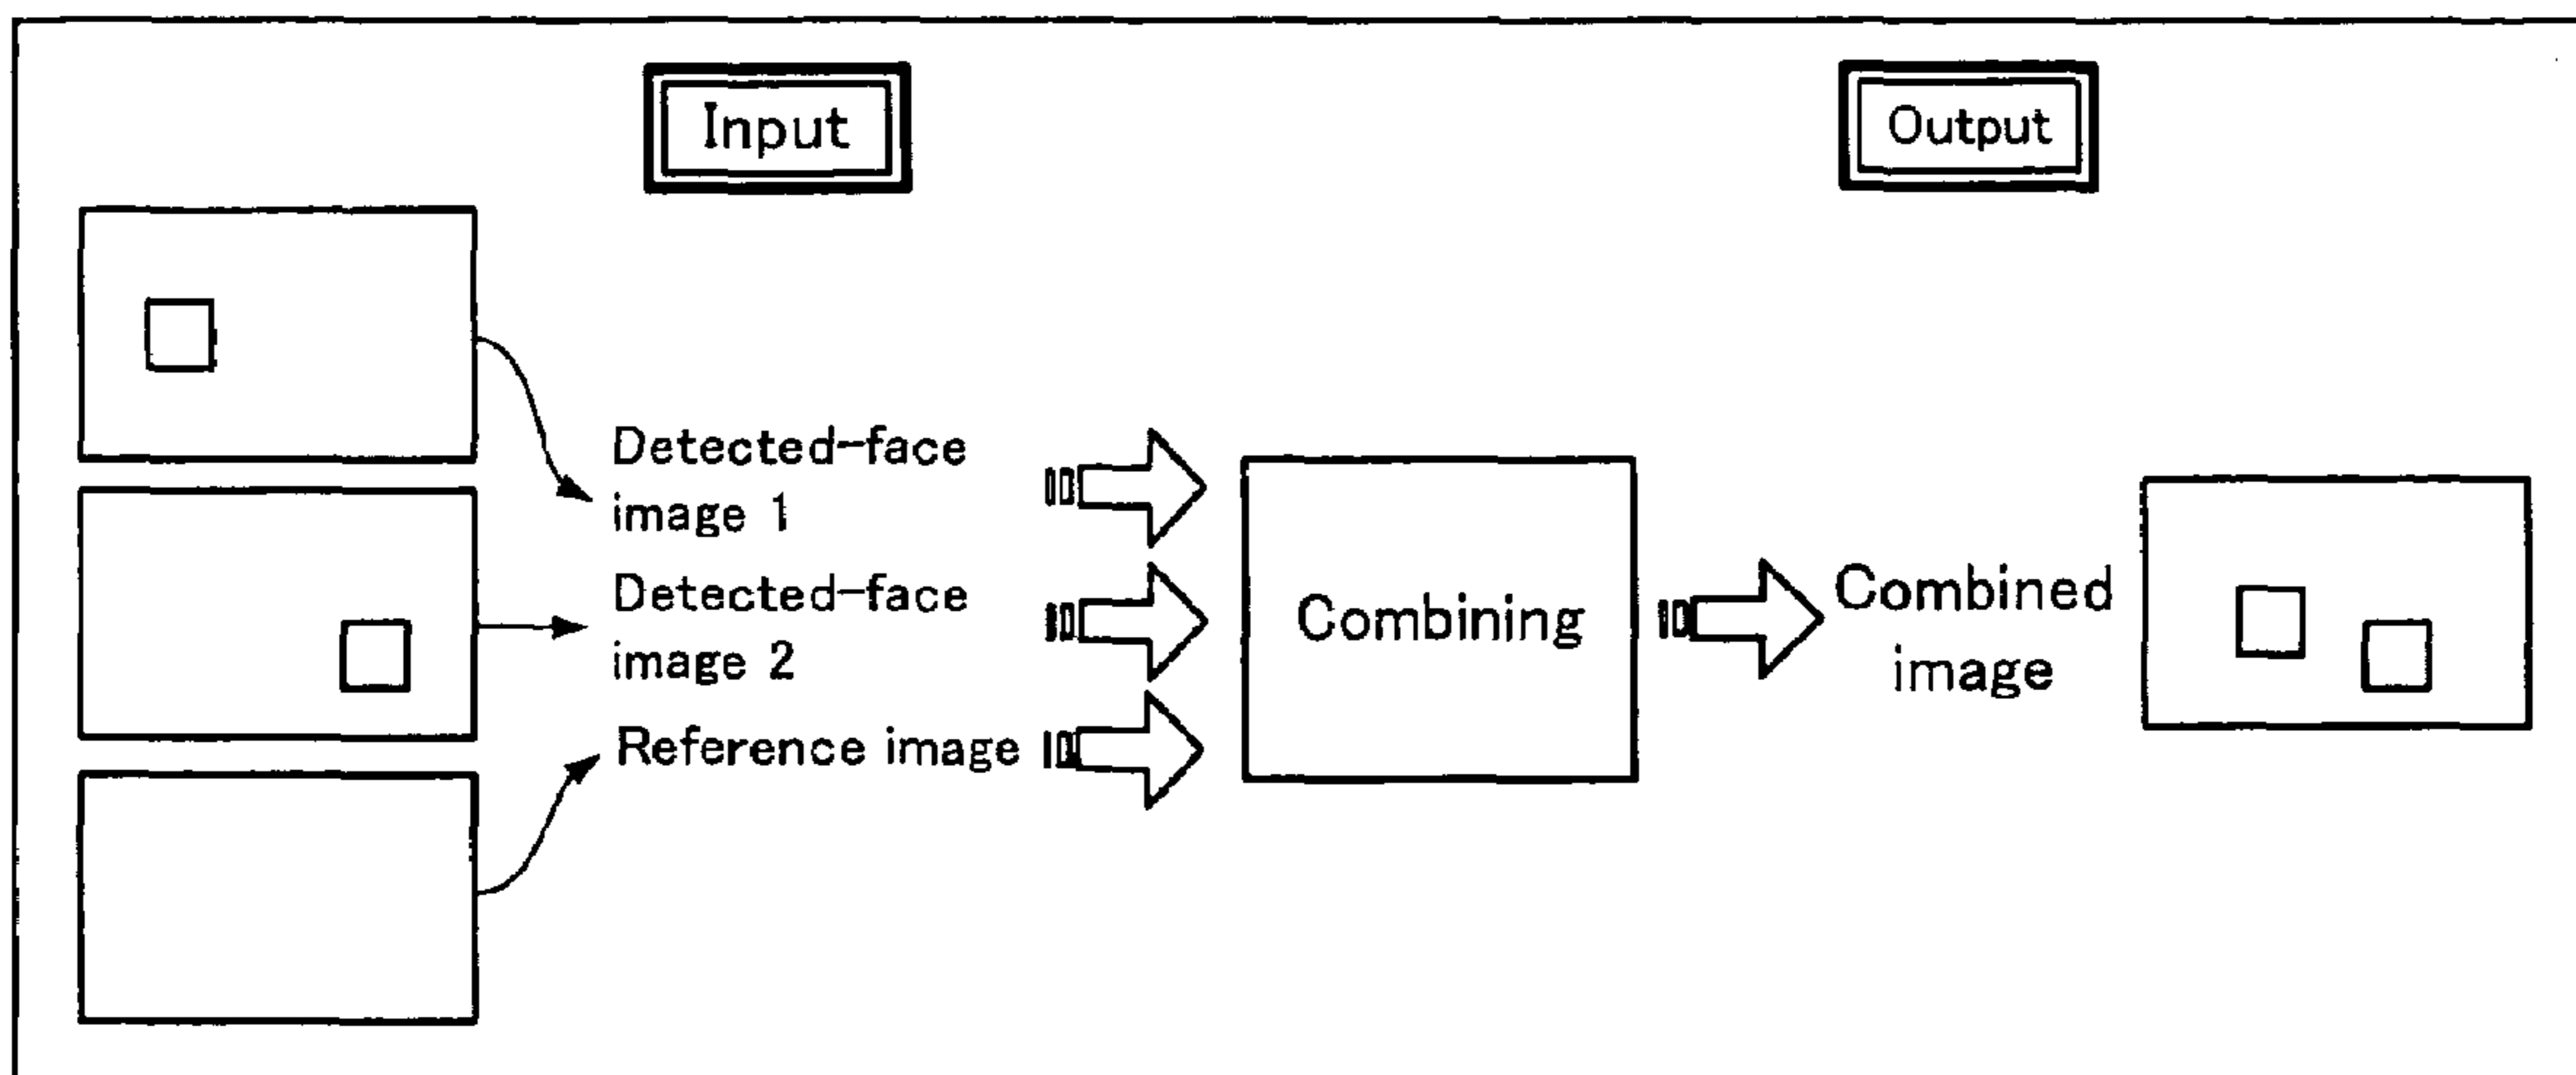 Input
Output
Detected-face
image 1
Detected-face
image 2
Reference image
Combining
Combined
image